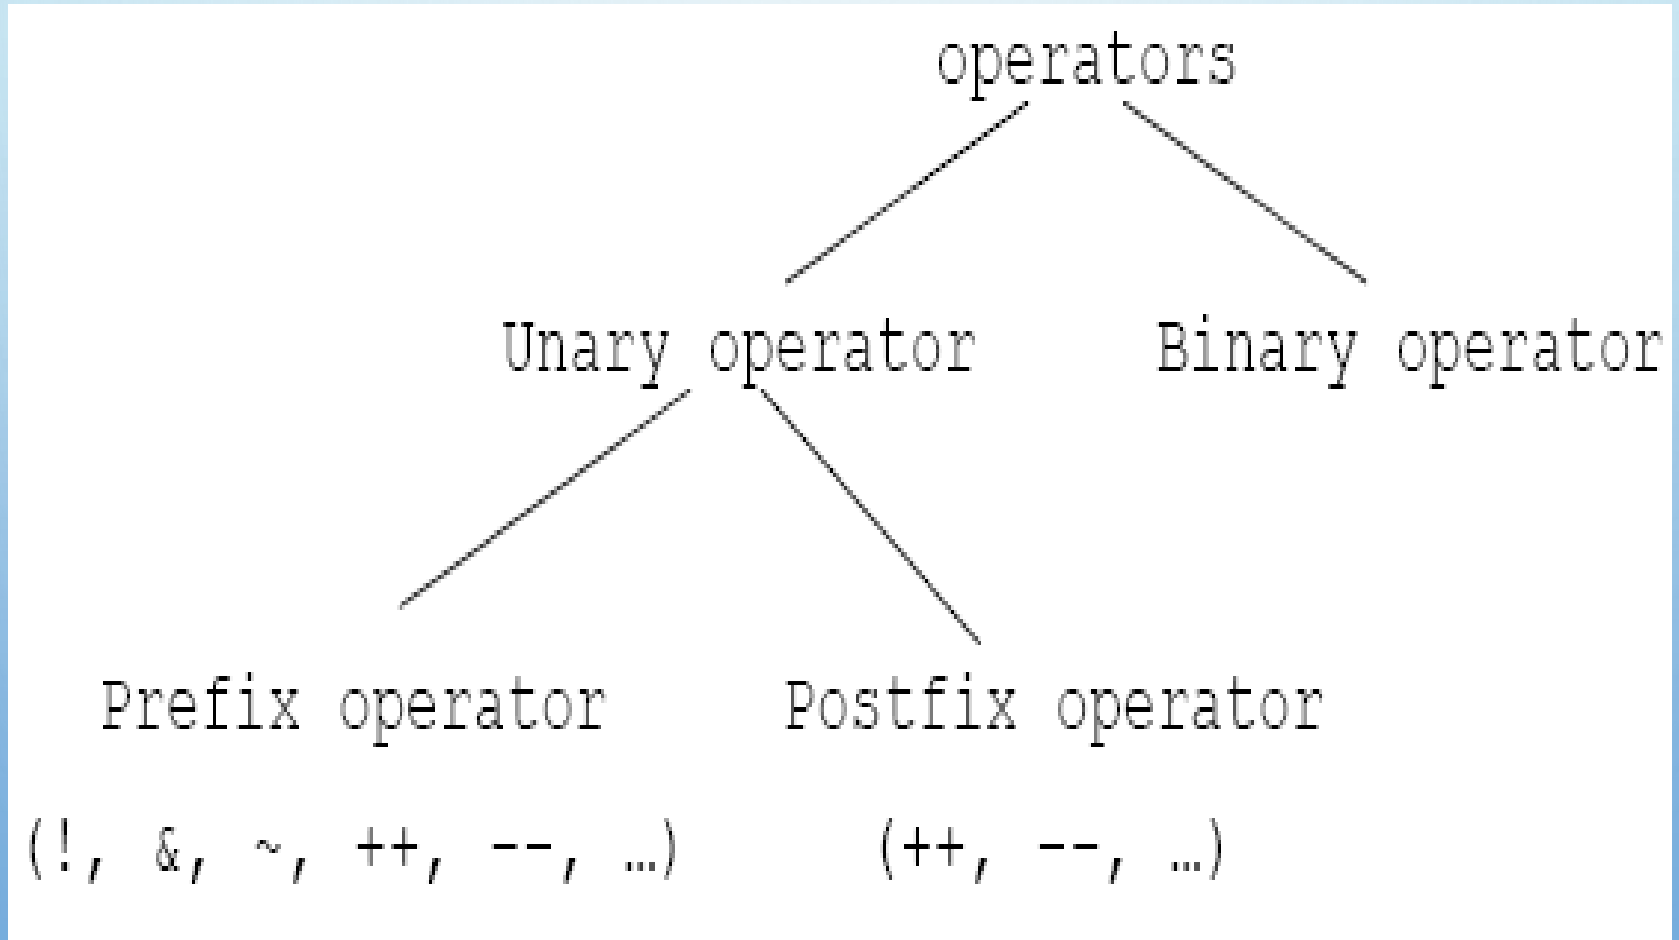 operators
Unary operator Binary operator
Prefix operator Postfix operator
(!, &, ~, ++, --, …) (++, --, …)